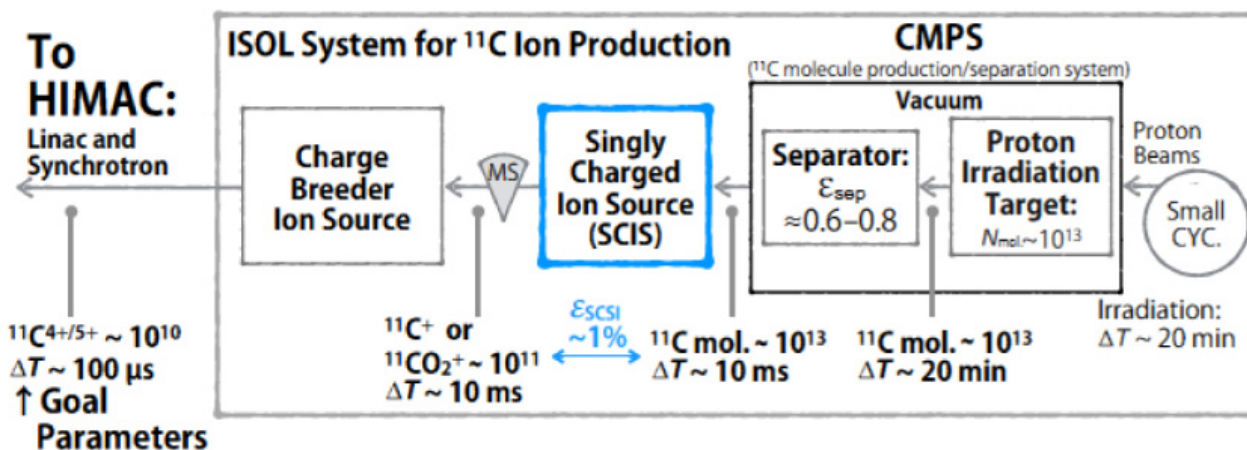 To
HIMAC:
Linac and
Synchrotron
ISOL System for ¹¹C Ion Production
CMPS
(¹¹C molecule production/separation system)
Vacuum
Charge
Breeder
Ion Source
MS
Singly
Charged
Ion Source
(SCIS)
Separator:
Ɛsep
≈0.6–0.8
Proton
Irradiation
Target:
Nmol.~10¹³
Proton
Beams
Small
CYC.
¹¹C⁴⁺/⁵⁺ ~ 10¹⁰
ΔT ~ 100 µs
↑ Goal
Parameters
¹¹C⁺ or
¹¹CO₂⁺ ~ 10¹¹
ΔT ~ 10 ms
ƐSCSI
~1%
¹¹C mol. ~ 10¹³
ΔT ~ 10 ms
¹¹C mol. ~ 10¹³
ΔT ~ 20 min
Irradiation:
ΔT ~ 20 min